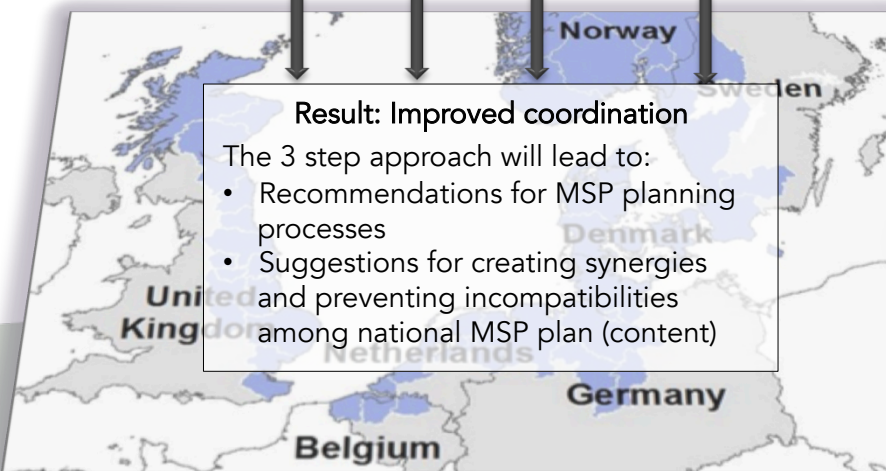 Norway
Sweden
Result: Improved coordination
The 3 step approach will lead to:
• Recommendations for MSP planning
processes
Denmark
• Suggestions for creating synergies
and preventing incompatibilities
among national MSP plan (content)
United
Kingdom
Netherlands
Germany
Belgium